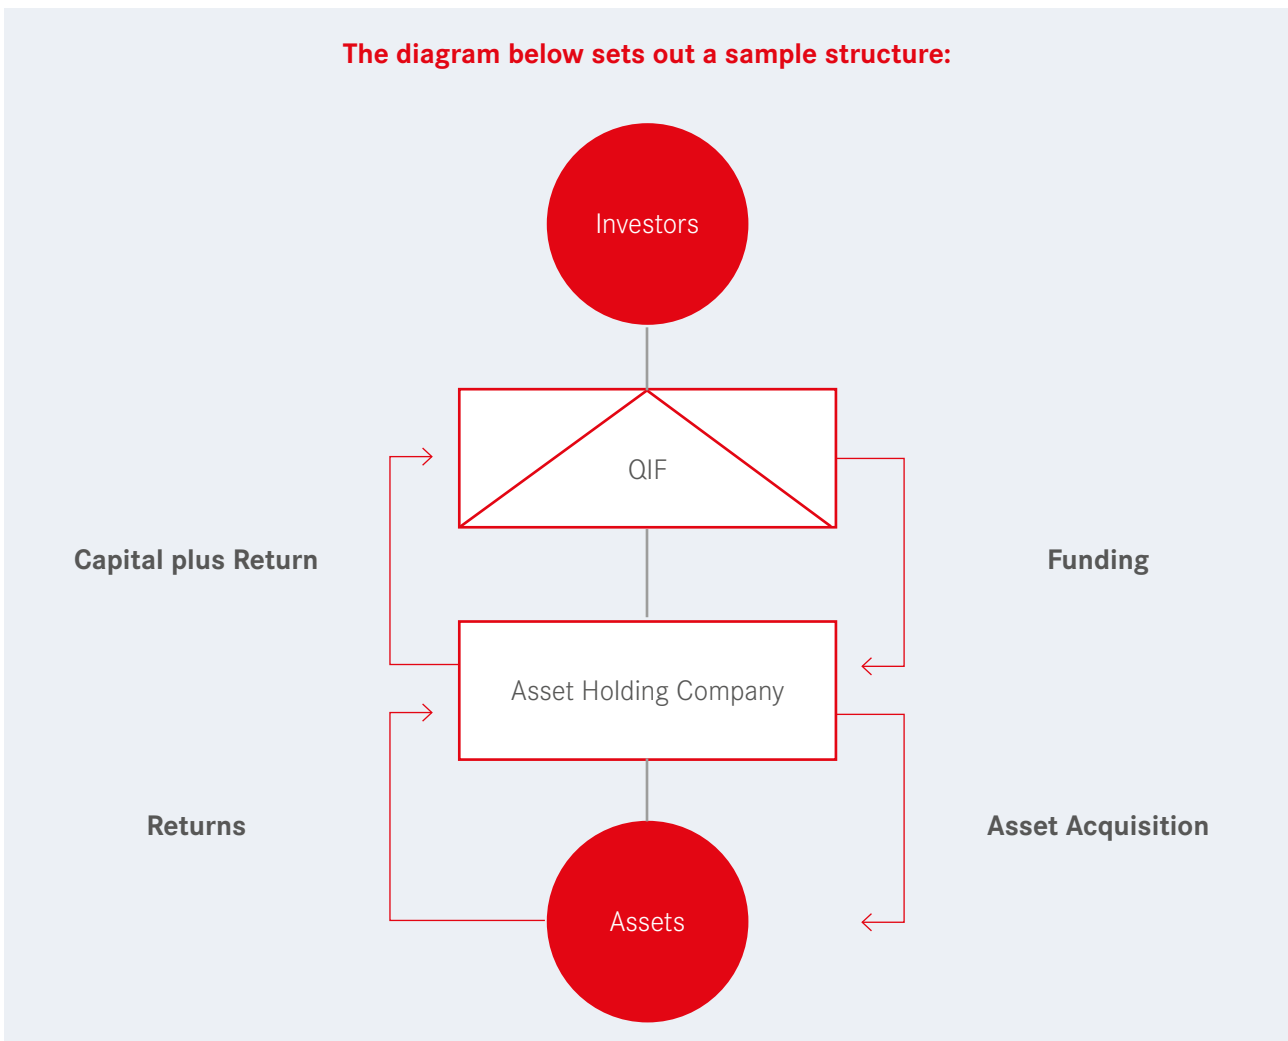 The diagram below sets out a sample structure:
Investors
QIF
Capital plus Return
Funding
Asset Holding Company
Returns
Asset Acquisition
Assets